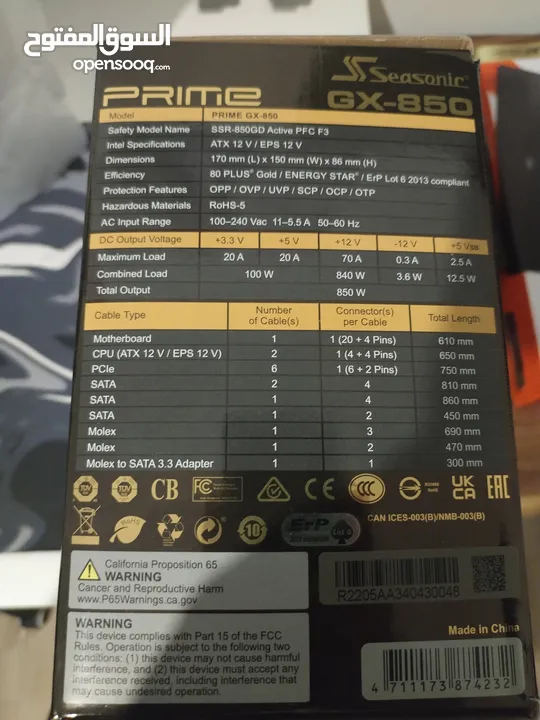 السوق المفتوح
opensooq.com
Seasonic
PRIME GX-850
Model PRIME GX-850
Safety Model Name SSR-850GD Active PFC F3
Intel Specifications ATX 12 V / EPS 12 V
Dimensions 170 mm (L) x 150 mm (W) x 86 mm (H)
Efficiency 80 PLUS® Gold / ENERGY STAR® / ErP Lot 6 2013 compliant
Protection Features OPP / OVP / UVP / SCP / OCP / OTP
Hazardous Materials RoHS-5
AC Input Range 100–240 Vac 11–5.5 A 50–60 Hz
DC Output Voltage +3.3 V +5 V +12 V -12 V +5 VSB
Maximum Load 20 A 20 A 70 A 0.3 A 2.5 A
Combined Load 100 W 840 W 3.6 W 12.5 W
Total Output 850 W
Cable Type Number of Cable(s) Connector(s) per Cable Total Length
Motherboard 1 1 (20 + 4 Pins) 610 mm
CPU (ATX 12 V / EPS 12 V) 2 1 (4 + 4 Pins) 650 mm
PCIe 6 1 (6 + 2 Pins) 750 mm
SATA 2 4 810 mm
SATA 1 4 860 mm
SATA 1 2 450 mm
Molex 1 3 690 mm
Molex 1 2 470 mm
Molex to SATA 3.3 Adapter 1 1 300 mm
CB FC CE CCC UK CA EAC
RoHS 10 ErP Lot 6
CAN ICES-003(B)/NMB-003(B)
California Proposition 65
WARNING
Cancer and Reproductive Harm
www.P65Warnings.ca.gov
R2205AA340430048
WARNING
This device complies with Part 15 of the FCC
Rules. Operation is subject to the following two
conditions: (1) this device may not cause harmful
interference, and (2) this device must accept any
interference received, including interference that
may cause undesired operation.
Made in China
4 711173 874232